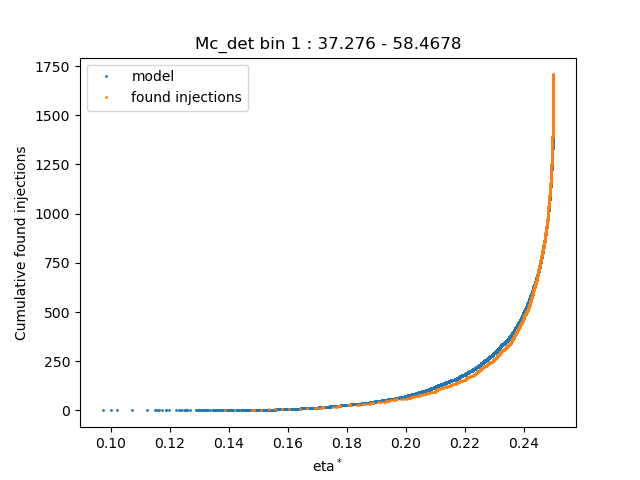 Mc_det bin 1 : 37.276 - 58.4678
model
found injections
Cumulative found injections
1750
1500
1250
1000
750
500
250
0
0.10 0.12 0.14 0.16 0.18 0.20 0.22 0.24
eta*